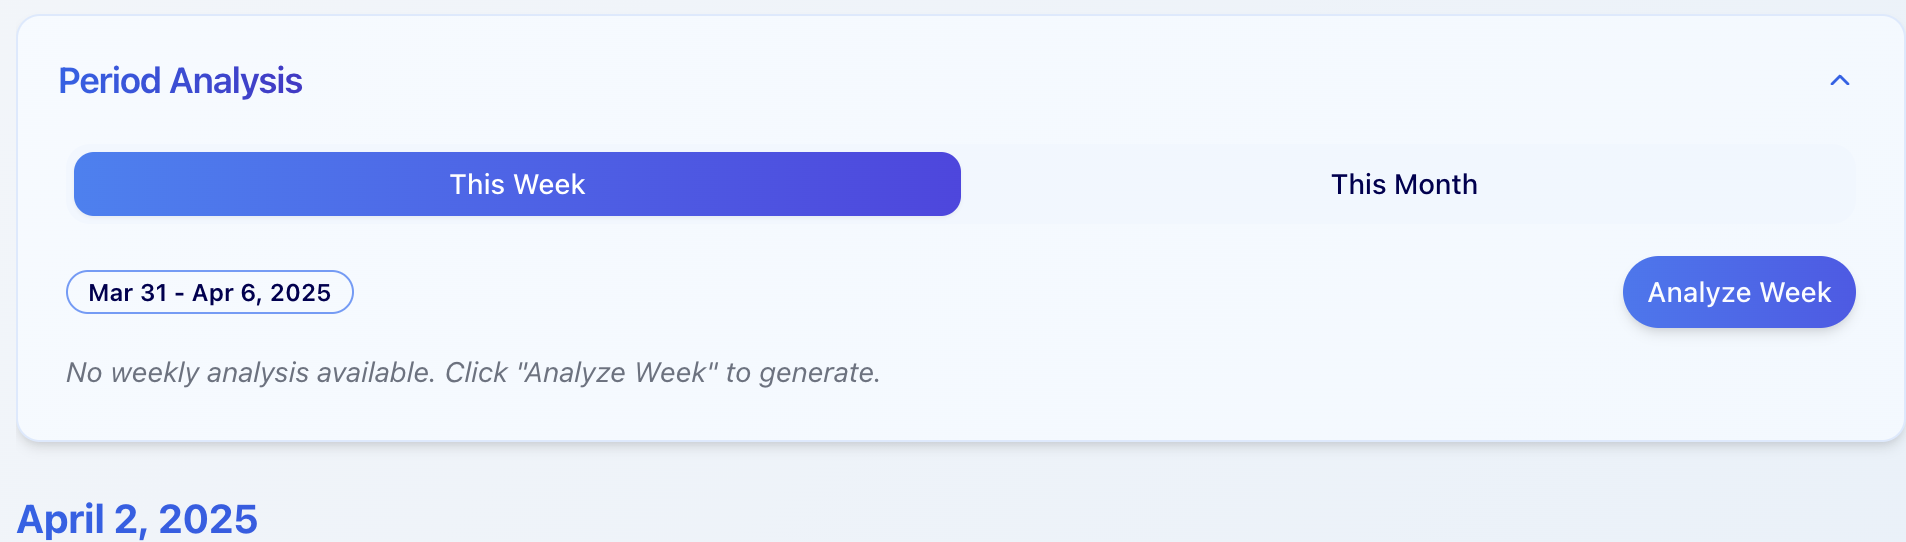 Period Analysis
This Week
This Month
Mar 31 - Apr 6, 2025
Analyze Week
No weekly analysis available. Click "Analyze Week" to generate.
April 2, 2025